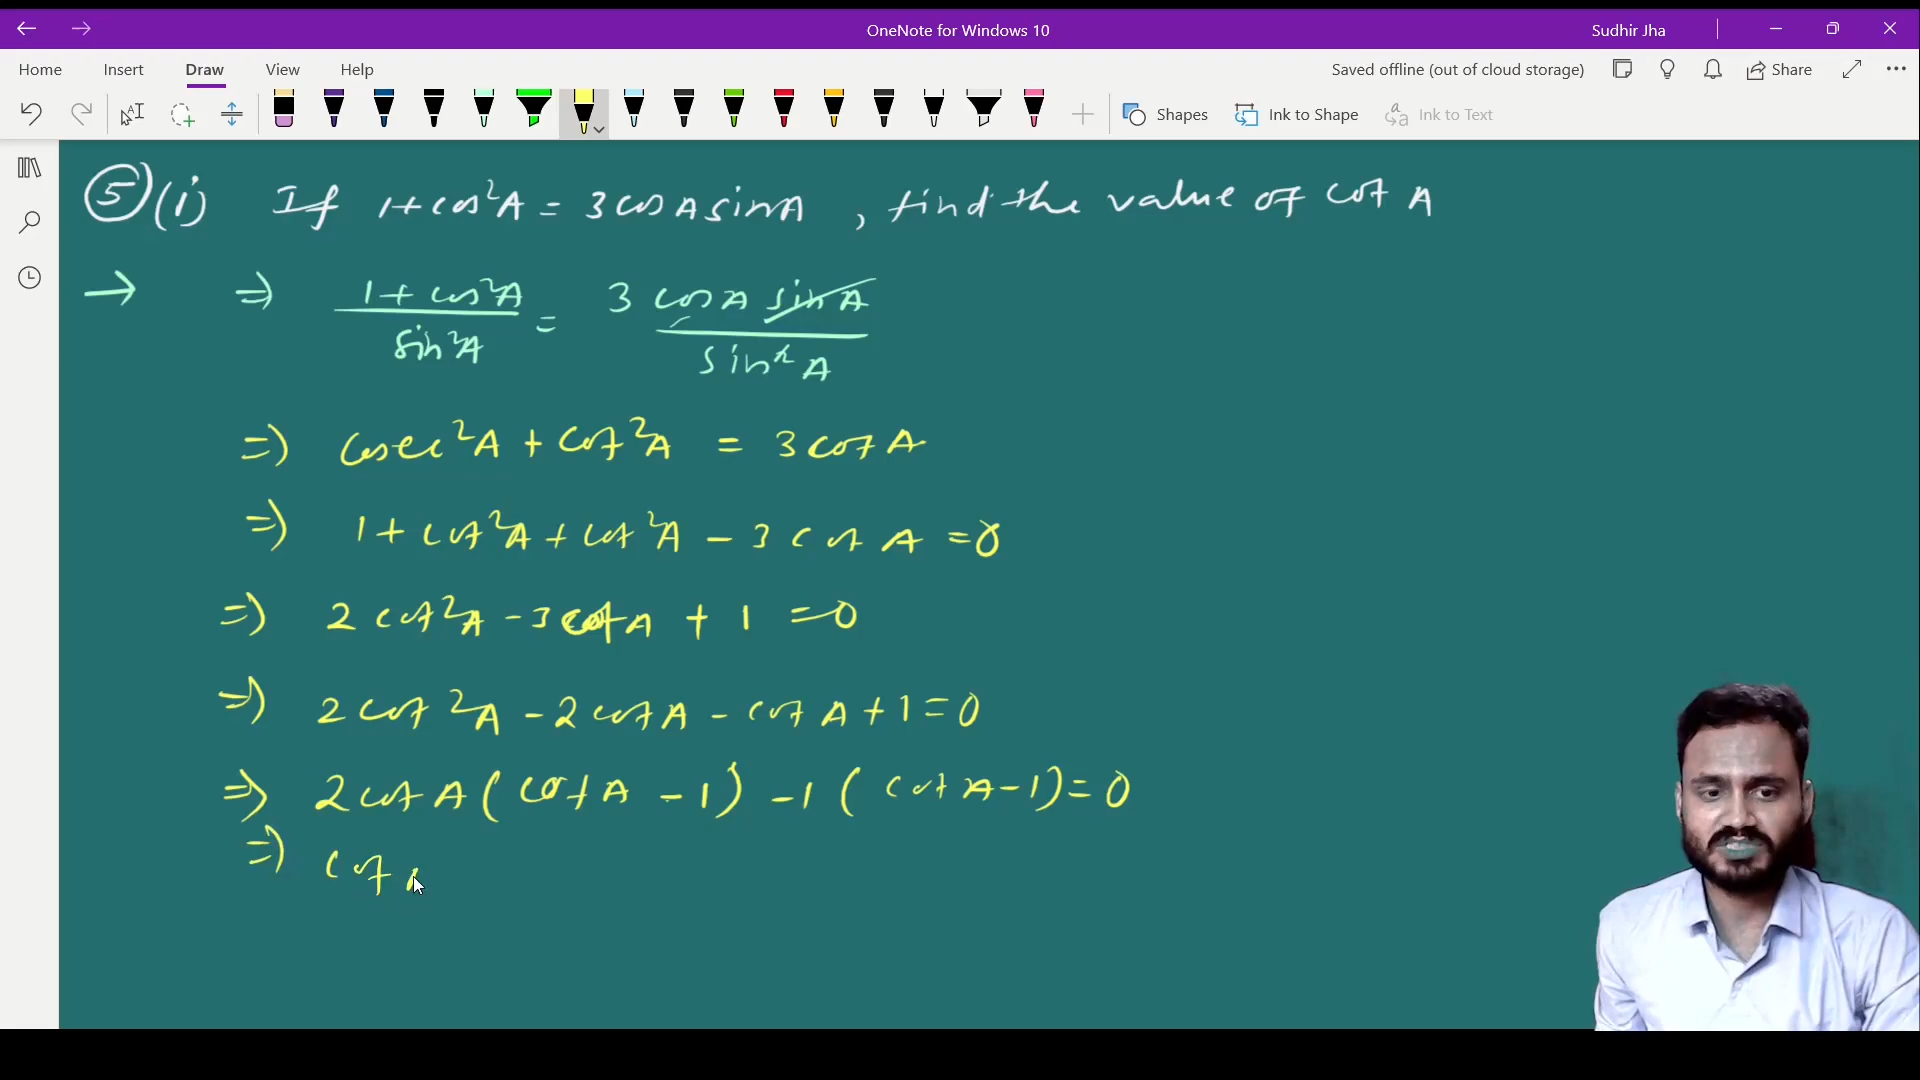 OneNote for Windows 10
Sudhir Jha
Home Insert Draw View Help
Saved offline (out of cloud storage)
Share
Shapes
Ink to Shape
Ink to Text
⑤(i) If 1+cos²A = 3cosAsinA, find the value of cot A
→ ⇒ (1+cos²A)/(sin²A) = (3 cosA sinA)/(sin²A)
⇒) cosec²A + cot²A = 3cotA
⇒) 1+cot²A+cot²A - 3cotA = 0
⇒) 2cot²A - 3cotA + 1 = 0
⇒) 2cot²A - 2cotA - cotA + 1 = 0
⇒ 2cotA(cotA - 1) - 1(cotA-1) = 0
⇒) cot